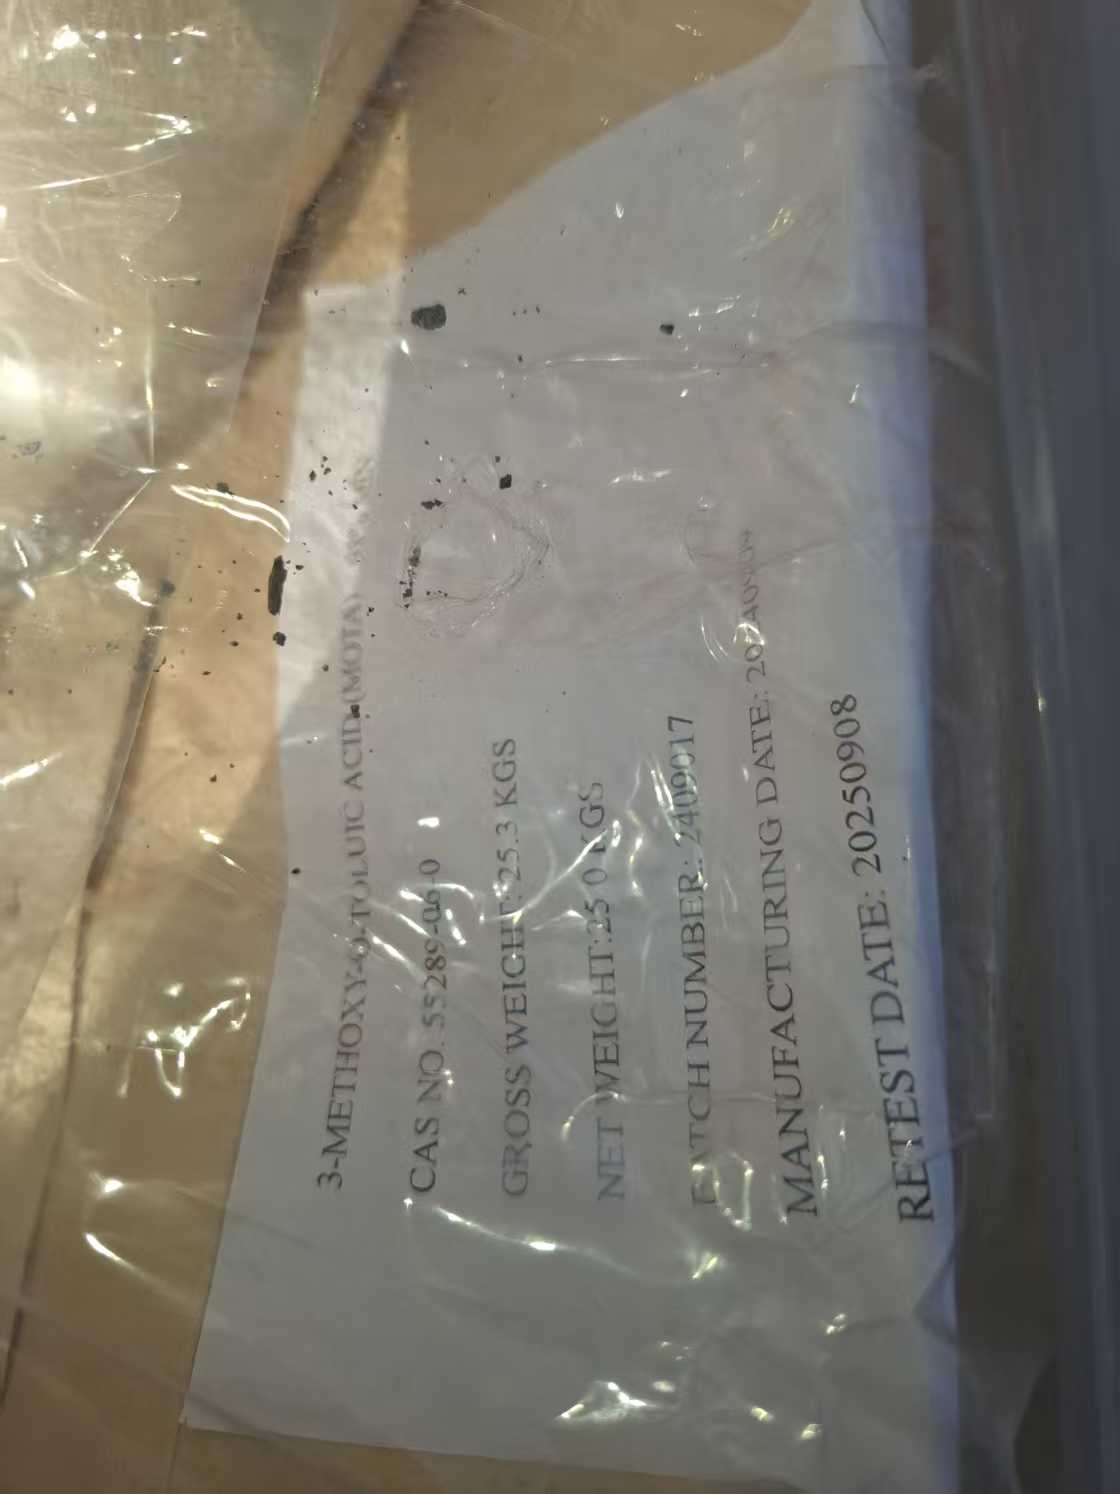 3-METHOXY-O-TOLUIC ACID (MOTA)
CAS NO. 55289-06-0
GROSS WEIGHT:25.3 KGS
NET WEIGHT:25.0 KGS
BATCH NUMBER: 2409017
MANUFACTURING DATE:
RETEST DATE: 20250908